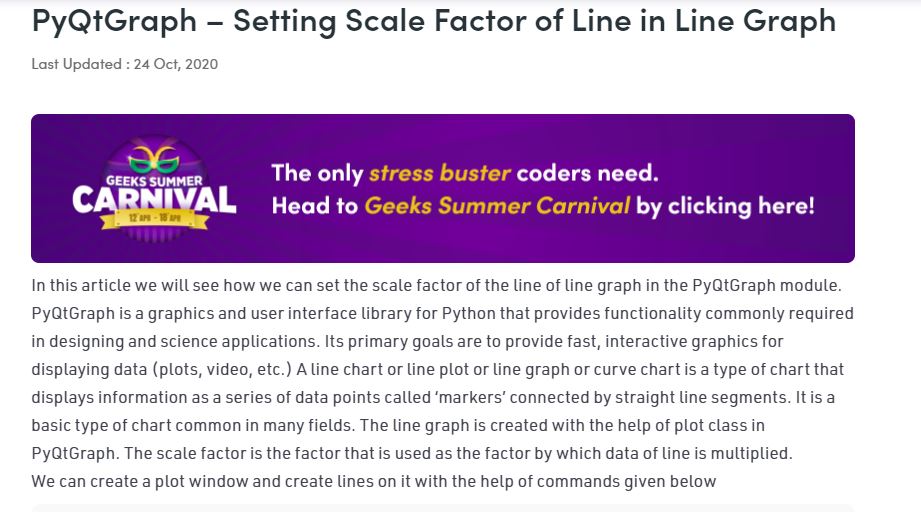 PyQtGraph – Setting Scale Factor of Line in Line Graph
Last Updated : 24 Oct, 2020
GEEKS SUMMER
CARNIVAL
12 APR - 18 APR
The only stress buster coders need.
Head to Geeks Summer Carnival by clicking here!
In this article we will see how we can set the scale factor of the line of line graph in the PyQtGraph module.
PyQtGraph is a graphics and user interface library for Python that provides functionality commonly required
in designing and science applications. Its primary goals are to provide fast, interactive graphics for
displaying data (plots, video, etc.) A line chart or line plot or line graph or curve chart is a type of chart that
displays information as a series of data points called ‘markers’ connected by straight line segments. It is a
basic type of chart common in many fields. The line graph is created with the help of plot class in
PyQtGraph. The scale factor is the factor that is used as the factor by which data of line is multiplied.
We can create a plot window and create lines on it with the help of commands given below